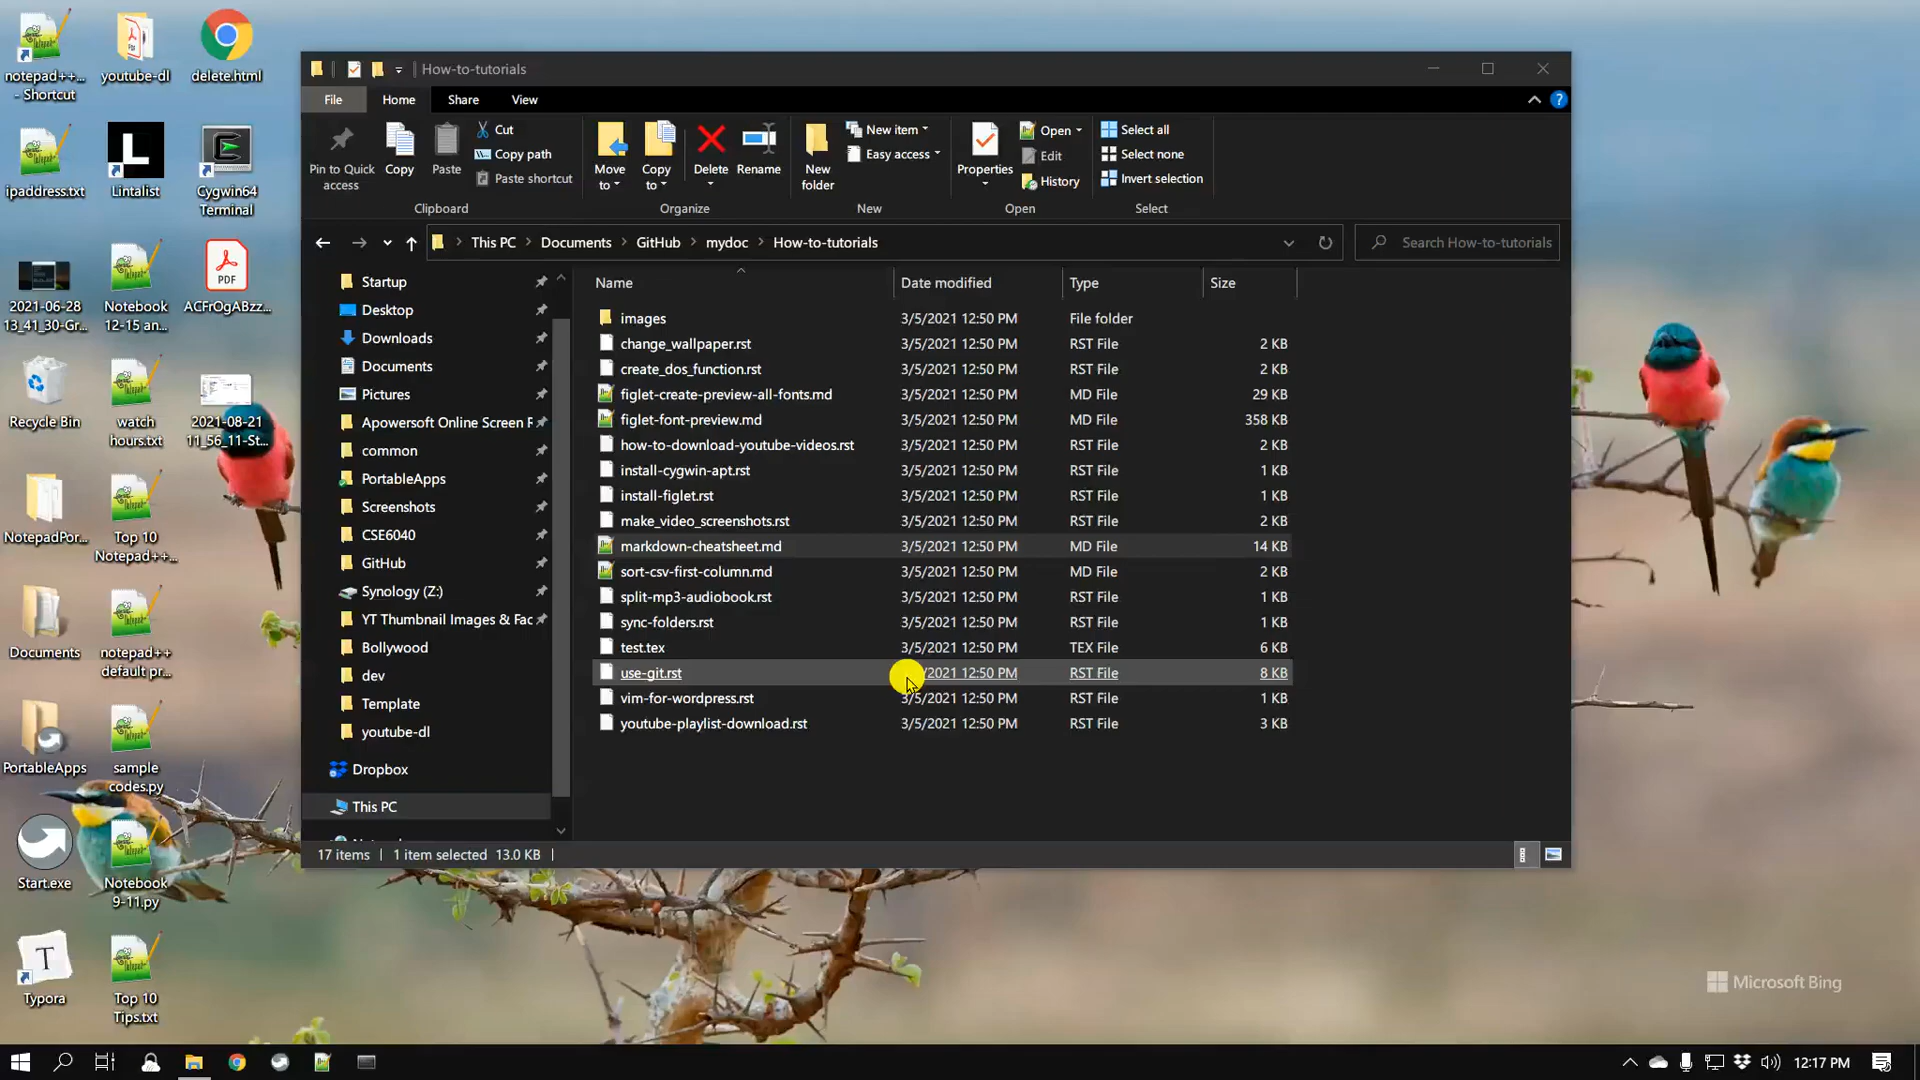 notepad++...
- Shortcut
youtube-dl
delete.html
ipaddress.txt
Lintalist
Cygwin64
Terminal
2021-06-28
13_41_30-Gr...
Notebook
12-15 an...
PDF
ACFrOgABzz...
Recycle Bin
watch
hours.txt
2021-08-21
11_56_11-St...
NotepadPor...
Top 10
Notepad++...
Documents
notepad++
default pr...
PortableApps
sample
codes.py
Start.exe
Notebook
9-11.py
T
Typora
Top 10
Tips.txt
How-to-tutorials
File
Home
Share
View
Pin to Quick
access
Copy
Paste
Cut
Copy path
Paste shortcut
Clipboard
Move
to
Copy
to
Delete
Rename
Organize
New
folder
New item
Easy access
New
Properties
Open
Edit
History
Open
Select all
Select none
Invert selection
Select
This PC > Documents > GitHub > mydoc > How-to-tutorials
Search How-to-tutorials
Startup
Desktop
Downloads
Documents
Pictures
Apowersoft Online Screen R
common
PortableApps
Screenshots
CSE6040
GitHub
Synology (Z:)
YT Thumbnail Images & Fac
Bollywood
dev
Template
youtube-dl
Dropbox
This PC
Name Date modified Type Size
images 3/5/2021 12:50 PM File folder
change_wallpaper.rst 3/5/2021 12:50 PM RST File 2 KB
create_dos_function.rst 3/5/2021 12:50 PM RST File 2 KB
figlet-create-preview-all-fonts.md 3/5/2021 12:50 PM MD File 29 KB
figlet-font-preview.md 3/5/2021 12:50 PM MD File 358 KB
how-to-download-youtube-videos.rst 3/5/2021 12:50 PM RST File 2 KB
install-cygwin-apt.rst 3/5/2021 12:50 PM RST File 1 KB
install-figlet.rst 3/5/2021 12:50 PM RST File 1 KB
make_video_screenshots.rst 3/5/2021 12:50 PM RST File 2 KB
markdown-cheatsheet.md 3/5/2021 12:50 PM MD File 14 KB
sort-csv-first-column.md 3/5/2021 12:50 PM MD File 2 KB
split-mp3-audiobook.rst 3/5/2021 12:50 PM RST File 1 KB
sync-folders.rst 3/5/2021 12:50 PM RST File 1 KB
test.tex 3/5/2021 12:50 PM TEX File 6 KB
use-git.rst /2021 12:50 PM RST File 8 KB
vim-for-wordpress.rst 3/5/2021 12:50 PM RST File 1 KB
youtube-playlist-download.rst 3/5/2021 12:50 PM RST File 3 KB
17 items 1 item selected 13.0 KB
Microsoft Bing
12:17 PM